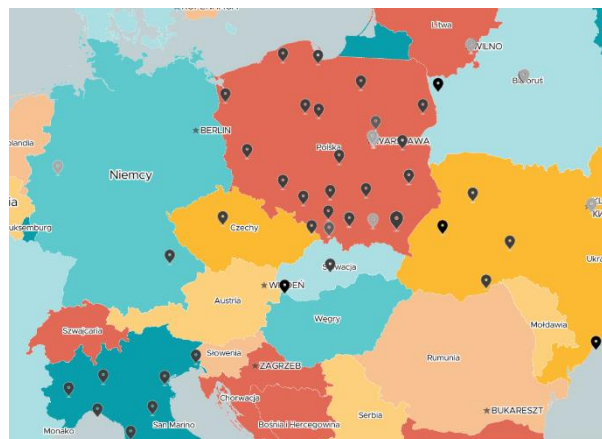 Litwa
WILNO
Białoruś
BERLIN
Polska
WARSZAWA
Niemcy
Czechy
Ukra
Słowacja
WIEDEŃ
Austria
Węgry
Mołdawia
Szwajcaria
Słowenia
Rumunia
ZAGRZEB
Chorwacja
BUKARESZT
Monako
San Marino
Bośnia i Hercegowina
Serbia